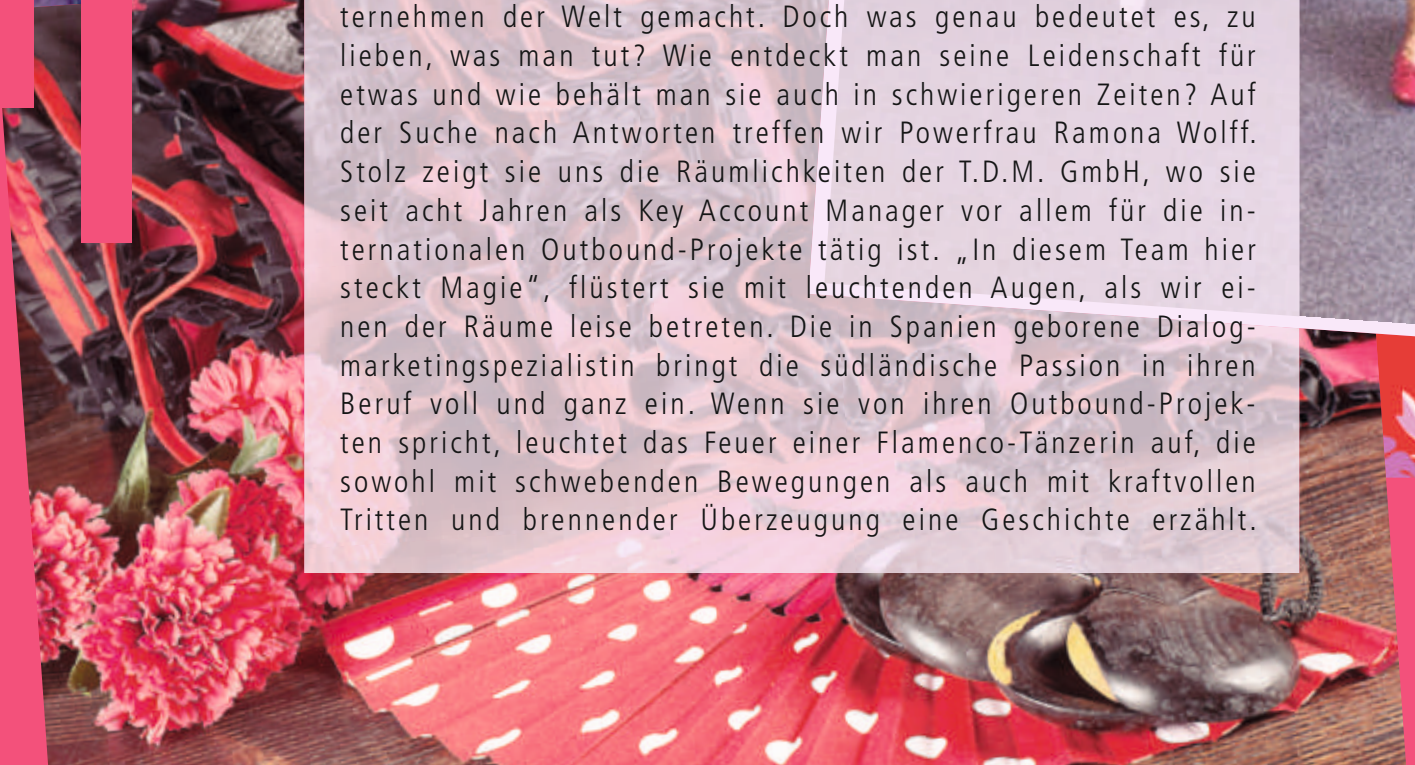 ternehmen der Welt gemacht. Doch was genau bedeutet es, zu
lieben, was man tut? Wie entdeckt man seine Leidenschaft für
etwas und wie behält man sie auch in schwierigeren Zeiten? Auf
der Suche nach Antworten treffen wir Powerfrau Ramona Wolff.
Stolz zeigt sie uns die Räumlichkeiten der T.D.M. GmbH, wo sie
seit acht Jahren als Key Account Manager vor allem für die in-
ternationalen Outbound-Projekte tätig ist. „In diesem Team hier
steckt Magie“, flüstert sie mit leuchtenden Augen, als wir ei-
nen der Räume leise betreten. Die in Spanien geborene Dialog-
marketingspezialistin bringt die südländische Passion in ihren
Beruf voll und ganz ein. Wenn sie von ihren Outbound-Projek-
ten spricht, leuchtet das Feuer einer Flamenco-Tänzerin auf, die
sowohl mit schwebenden Bewegungen als auch mit kraftvollen
Tritten und brennender Überzeugung eine Geschichte erzählt.